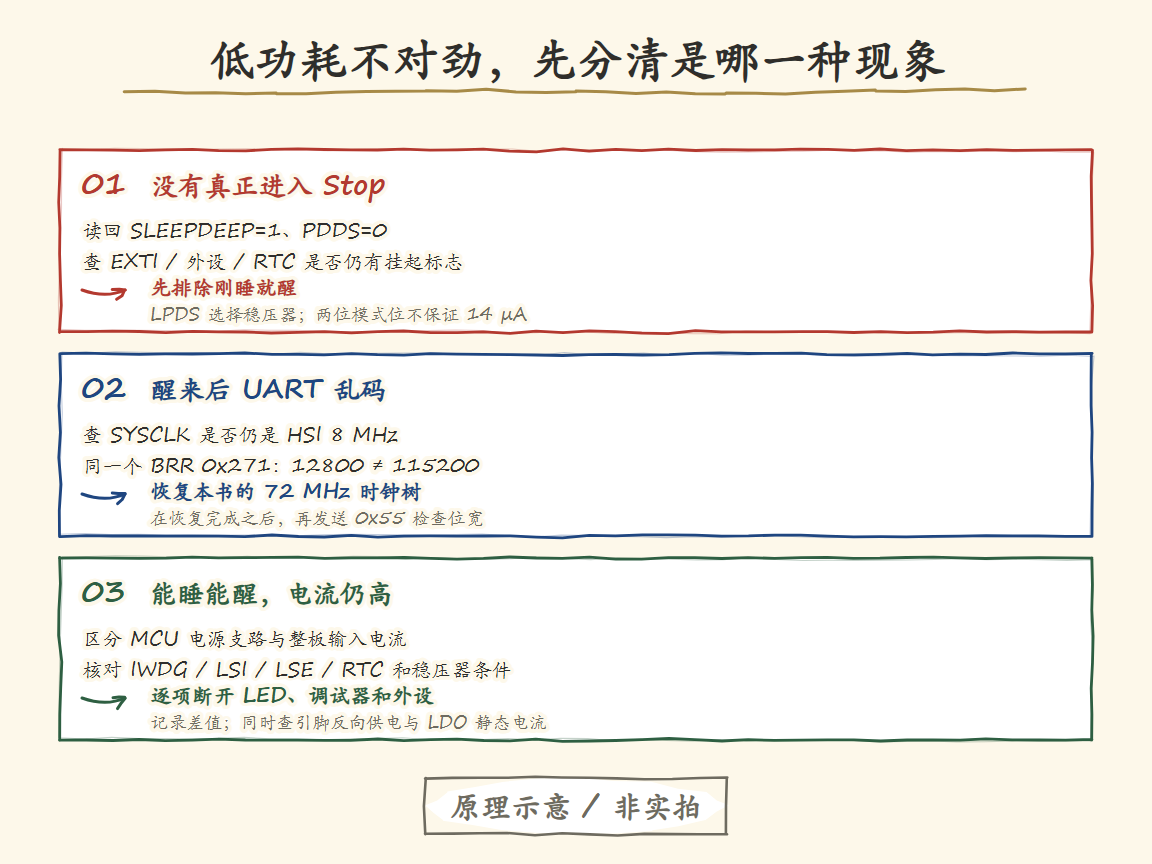 低功耗不对劲，先分清是哪一种现象
01 没有真正进入 Stop
读回 SLEEPDEEP=1、PDDS=0
查 EXTI / 外设 / RTC 是否仍有挂起标志
先排除刚睡就醒
LPDS 选择稳压器；两位模式位不保证 14 μA
02 醒来后 UART 乱码
查 SYSCLK 是否仍是 HSI 8 MHz
同一个 BRR 0x271：12800 ≠ 115200
恢复本书的 72 MHz 时钟树
在恢复完成之后，再发送 0x55 检查位宽
03 能睡能醒，电流仍高
区分 MCU 电源支路与整板输入电流
核对 IWDG / LSI / LSE / RTC 和稳压器条件
逐项断开 LED、调试器和外设
记录差值；同时查引脚反向供电与 LDO 静态电流
原理示意 / 非实拍